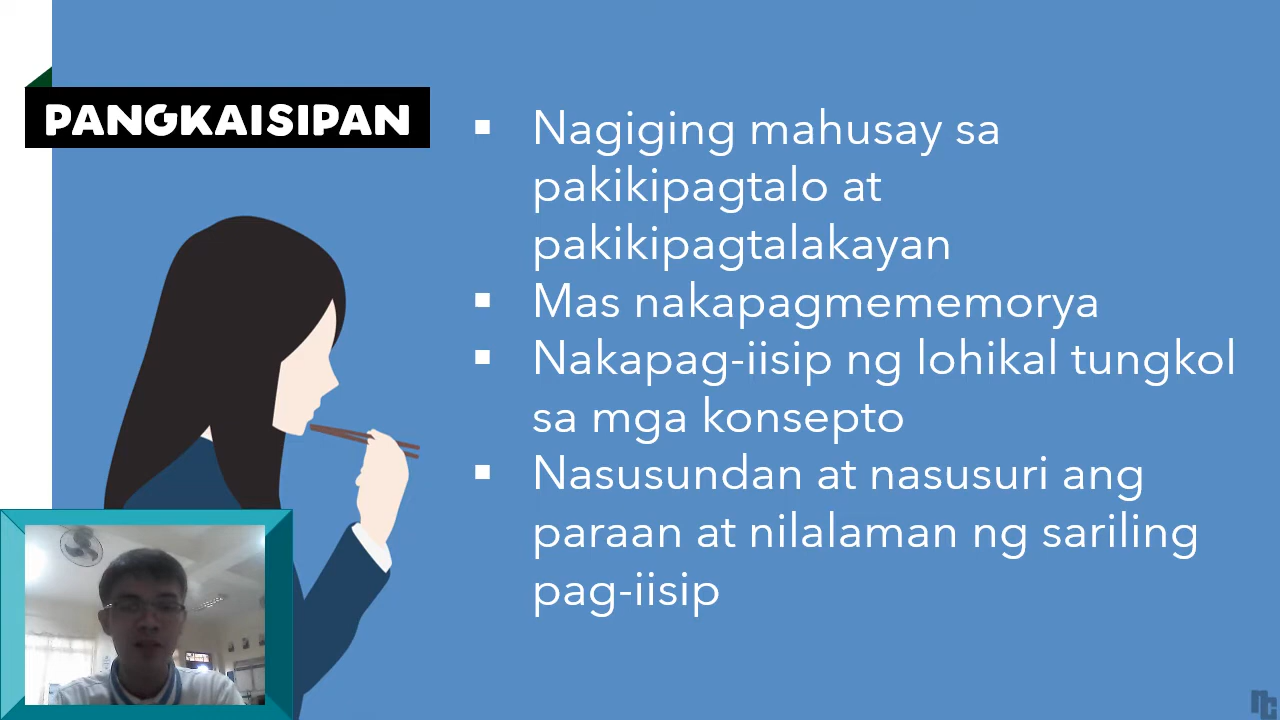 PANGKAISIPAN
▪ Nagiging mahusay sa
pakikipagtalo at
pakikipagtalakayan
▪ Mas nakapagmememorya
▪ Nakapag-iisip ng lohikal tungkol
sa mga konsepto
▪ Nasusundan at nasusuri ang
paraan at nilalaman ng sariling
pag-iisip